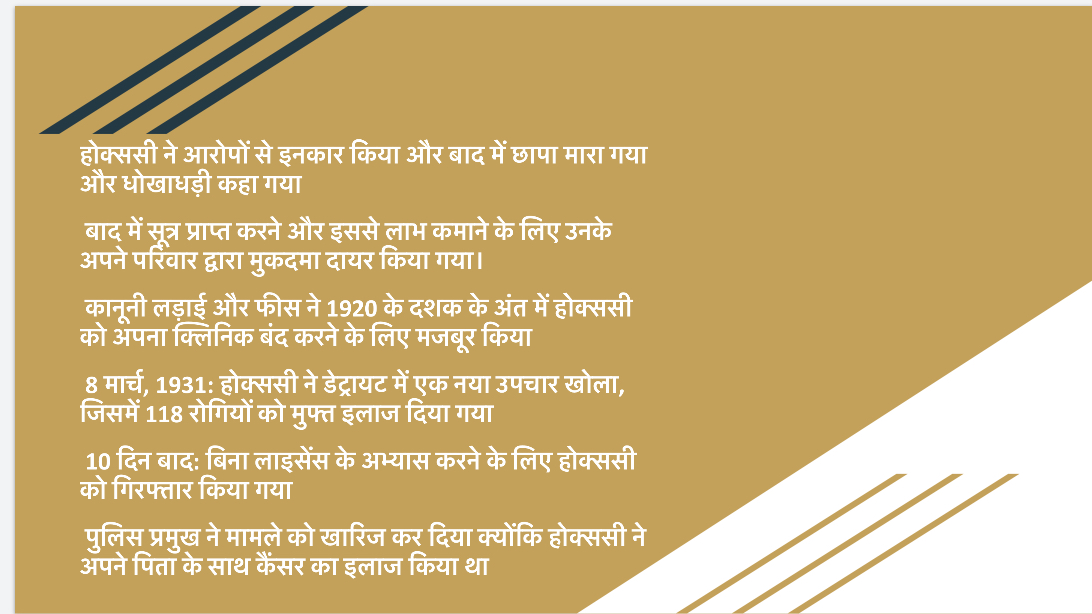 होक्ससी ने आरोपों से इनकार किया और बाद में छापा मारा गया
और धोखाधड़ी कहा गया
बाद में सूत्र प्राप्त करने और इससे लाभ कमाने के लिए उनके
अपने परिवार द्वारा मुकदमा दायर किया गया।
कानूनी लड़ाई और फीस ने 1920 के दशक के अंत में होक्ससी
को अपना क्लिनिक बंद करने के लिए मजबूर किया
8 मार्च, 1931: होक्ससी ने डेट्रायट में एक नया उपचार खोला,
जिसमें 118 रोगियों को मुफ्त इलाज दिया गया
10 दिन बाद: बिना लाइसेंस के अभ्यास करने के लिए होक्ससी
को गिरफ्तार किया गया
पुलिस प्रमुख ने मामले को खारिज कर दिया क्योंकि होक्ससी ने
अपने पिता के साथ कैंसर का इलाज किया था